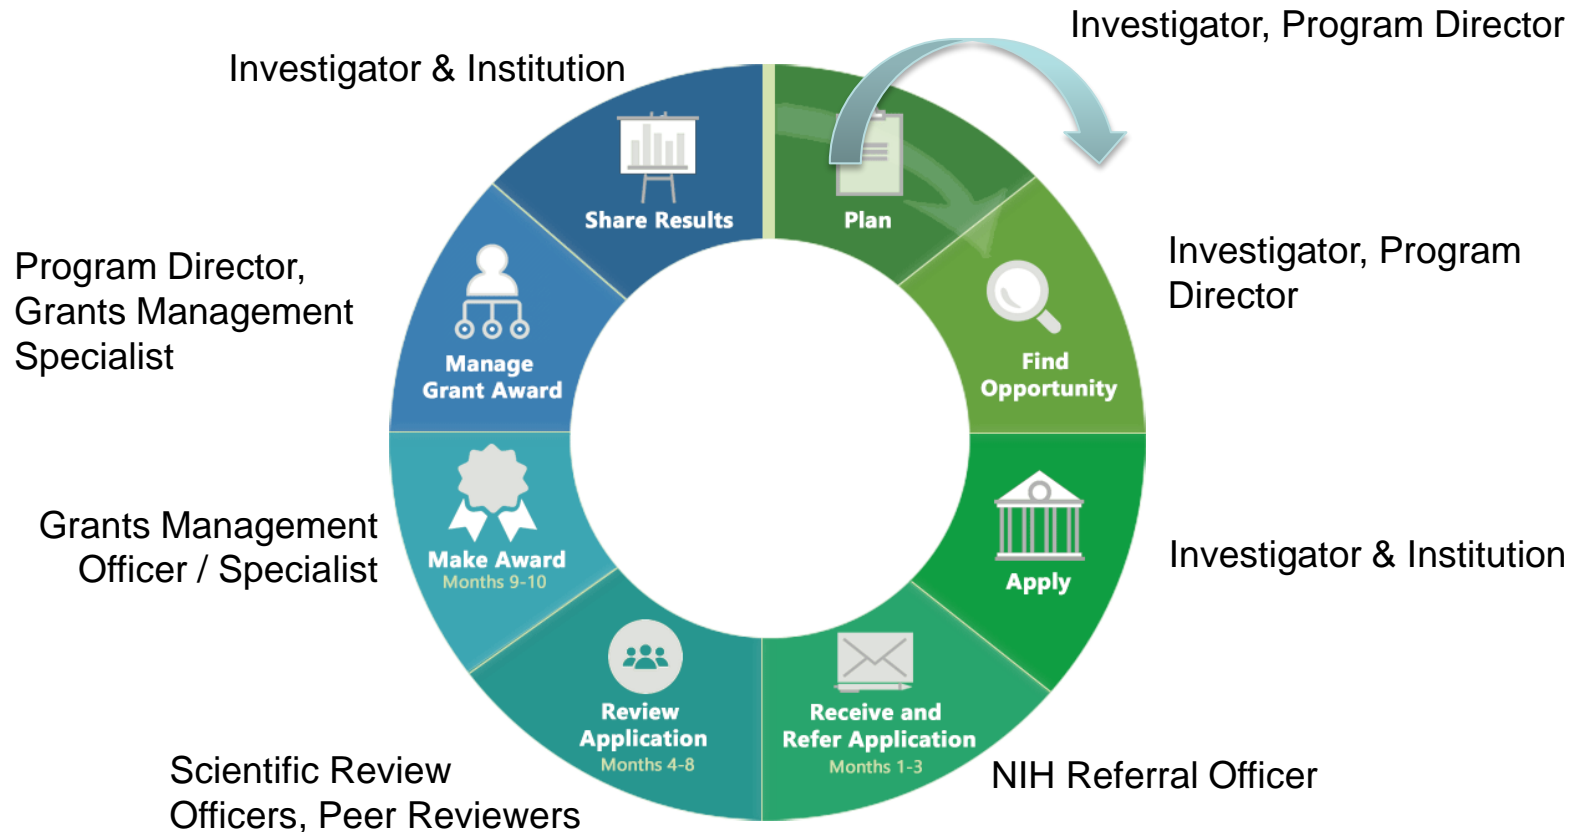 Investigator, Program Director
Investigator & Institution
Plan
Share Results
Investigator, Program
Director
Find
Opportunity
Program Director,
Grants Management
Specialist
Manage
Grant Award
Apply
Investigator & Institution
Grants Management
Officer / Specialist
Make Award
Months 9-10
Receive and
Refer Application
Months 1-3
NIH Referral Officer
Review
Application
Months 4-8
Scientific Review
Officers, Peer Reviewers